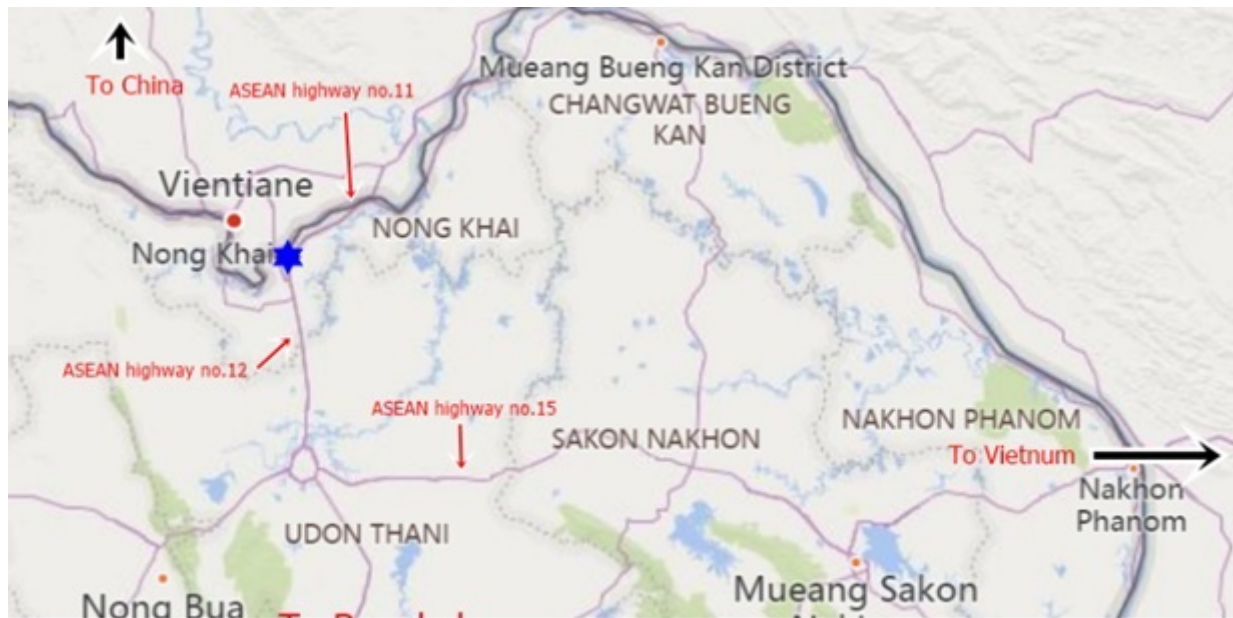 To China
ASEAN highway no.11
Mueang Bueng Kan District
CHANGWAT BUENG
KAN
Vientiane
NONG KHAI
Nong Khai
ASEAN highway no.12
ASEAN highway no.15
SAKON NAKHON
NAKHON PHANOM
To Vietnum
Nakhon
Phanom
UDON THANI
Nong Bua
Mueang Sakon